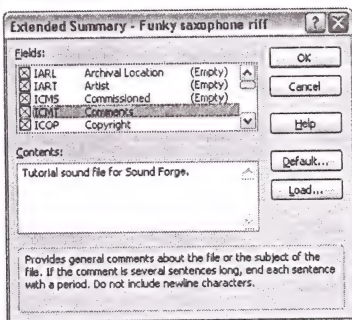 Extended Summary - Funky saxophone riff
Fields:
IARL Archival Location (Empty)
IART Artist (Empty)
ICMS Commissioned (Empty)
ICMT Comments
ICOP Copyright
OK
Cancel
Help
Contents:
Tutorial sound file for Sound Forge.
Default...
Load...
Provides general comments about the file or the subject of the
file. If the comment is several sentences long, end each sentence
with a period. Do not include newline characters.